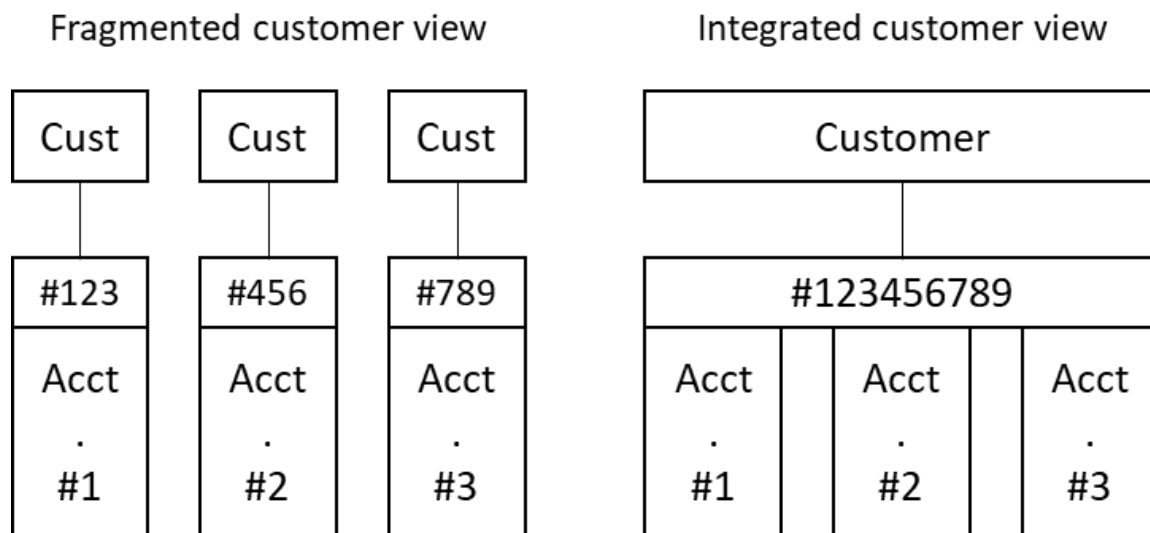 Fragmented customer view
Cust Cust Cust
#123 #456 #789
Acct Acct Acct
. . .
#1 #2 #3
Integrated customer view
Customer
#123456789
Acct Acct Acct
. . .
#1 #2 #3